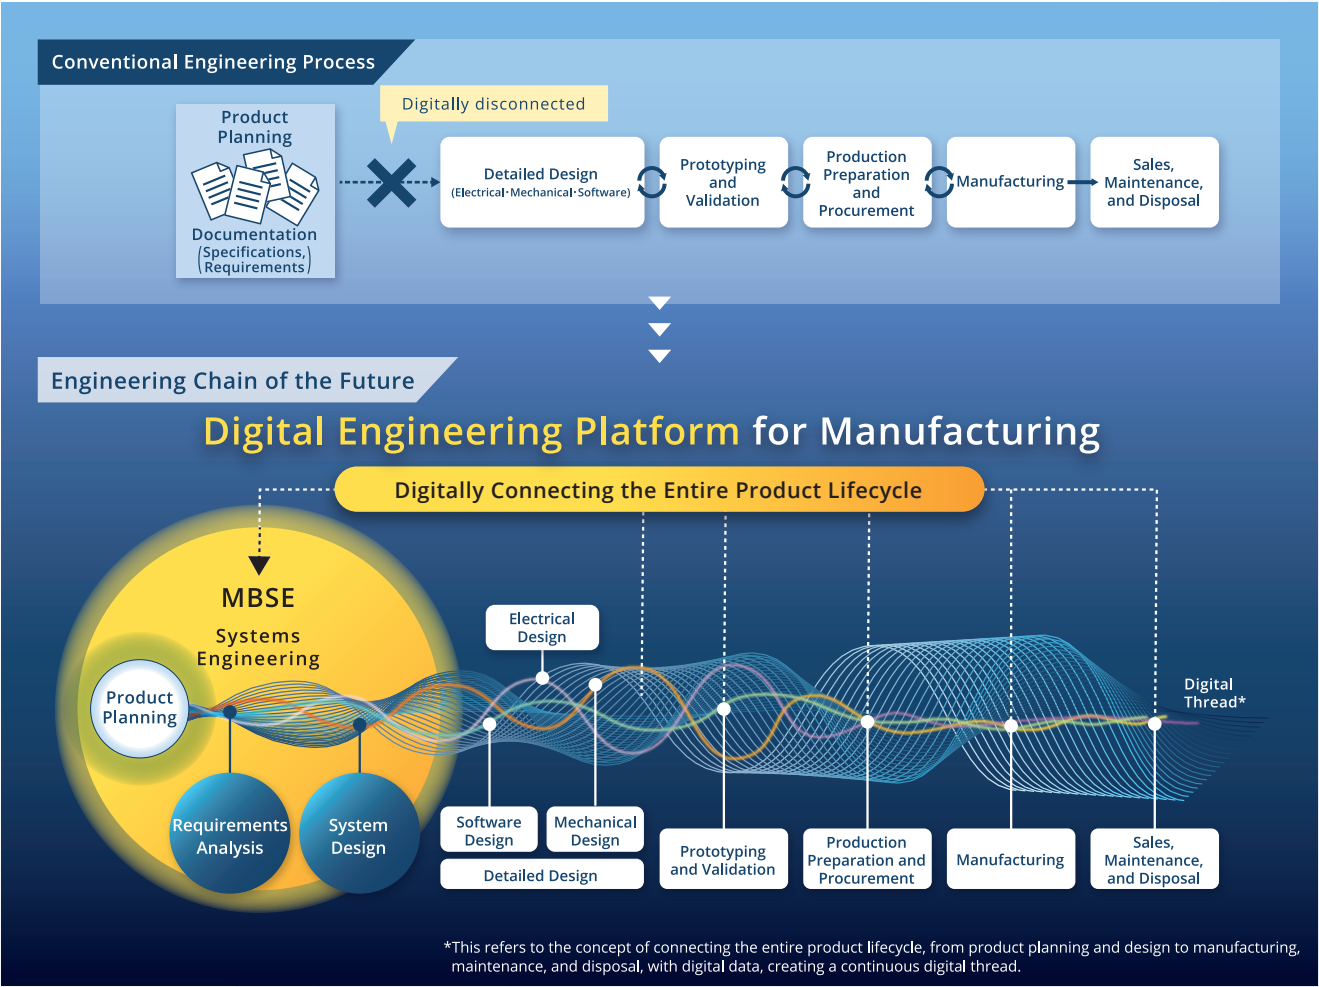 Conventional Engineering Process
Digitally disconnected
Product
Planning
Documentation
(Specifications,
Requirements)
Detailed Design
(Electrical・Mechanical・Software)
Prototyping
and
Validation
Production
Preparation
and
Procurement
Manufacturing
Sales,
Maintenance,
and Disposal
Engineering Chain of the Future
Digital Engineering Platform for Manufacturing
Digitally Connecting the Entire Product Lifecycle
MBSE
Systems
Engineering
Product
Planning
Requirements
Analysis
System
Design
Electrical
Design
Software
Design
Mechanical
Design
Detailed Design
Prototyping
and Validation
Production
Preparation and
Procurement
Manufacturing
Sales,
Maintenance,
and Disposal
Digital
Thread*
*This refers to the concept of connecting the entire product lifecycle, from product planning and design to manufacturing,
maintenance, and disposal, with digital data, creating a continuous digital thread.